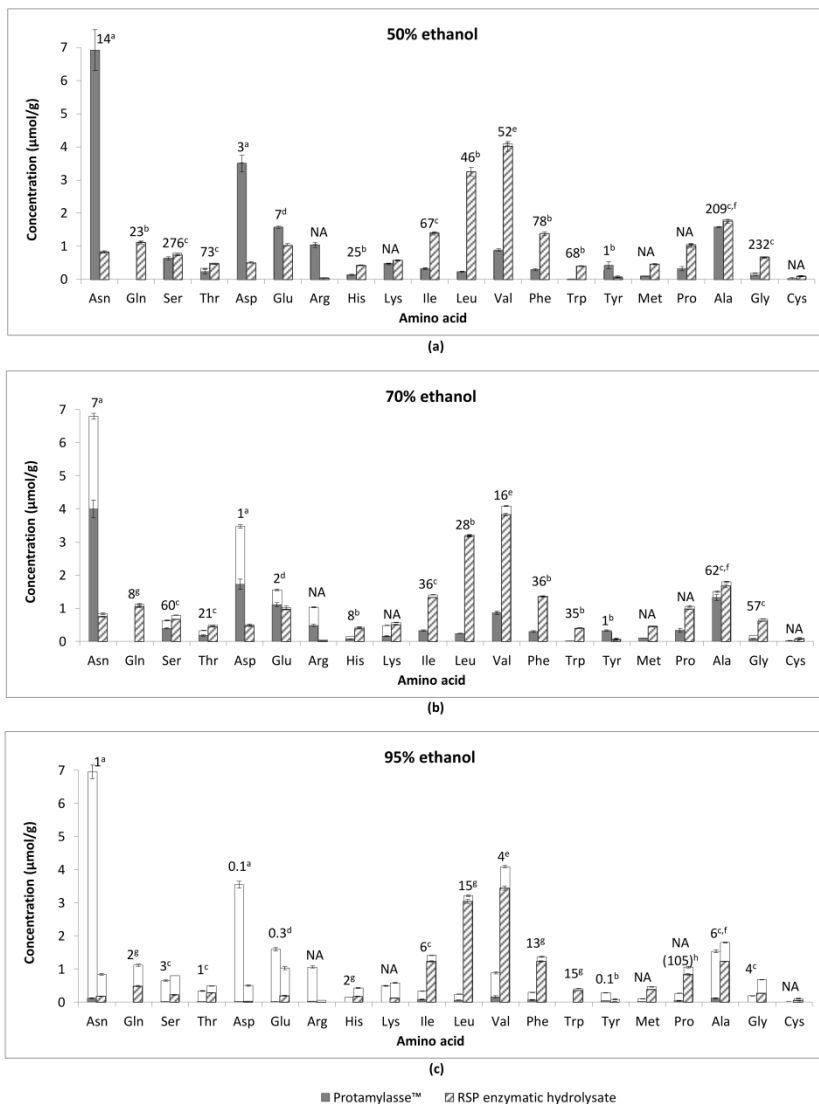 50% ethanol
Concentration (µmol/g)
7
6
5
4
3
2
1
0
14ᵃ
23ᵇ
276ᶜ
73ᶜ
3ᵃ
7ᵈ
NA
25ᵇ
NA
67ᶜ
46ᵇ
52ᵉ
78ᵇ
68ᵇ
1ᵇ
NA
NA
209ᶜ,ᶠ
232ᶜ
NA
Asn Gln Ser Thr Asp Glu Arg His Lys Ile Leu Val Phe Trp Tyr Met Pro Ala Gly Cys
Amino acid
(a)
70% ethanol
Concentration (µmol/g)
7
6
5
4
3
2
1
0
7ᵃ
8ᵍ
60ᶜ
21ᶜ
1ᵃ
2ᵈ
NA
8ᵇ
NA
36ᶜ
28ᵇ
16ᵉ
36ᵇ
35ᵇ
1ᵇ
NA
NA
62ᶜ,ᶠ
57ᶜ
NA
Asn Gln Ser Thr Asp Glu Arg His Lys Ile Leu Val Phe Trp Tyr Met Pro Ala Gly Cys
Amino acid
(b)
95% ethanol
Concentration (µmol/g)
7
6
5
4
3
2
1
0
1ᵃ
2ᵍ
3ᶜ
1ᶜ
0.1ᵃ
0.3ᵈ
NA
2ᵍ
NA
6ᶜ
15ᵍ
4ᵉ
13ᵍ
15ᵍ
0.1ᵇ
NA
NA
(105)ʰ
6ᶜ,ᶠ
4ᶜ
NA
Asn Gln Ser Thr Asp Glu Arg His Lys Ile Leu Val Phe Trp Tyr Met Pro Ala Gly Cys
Amino acid
(c)
Protamylasse™ RSP enzymatic hydrolysate